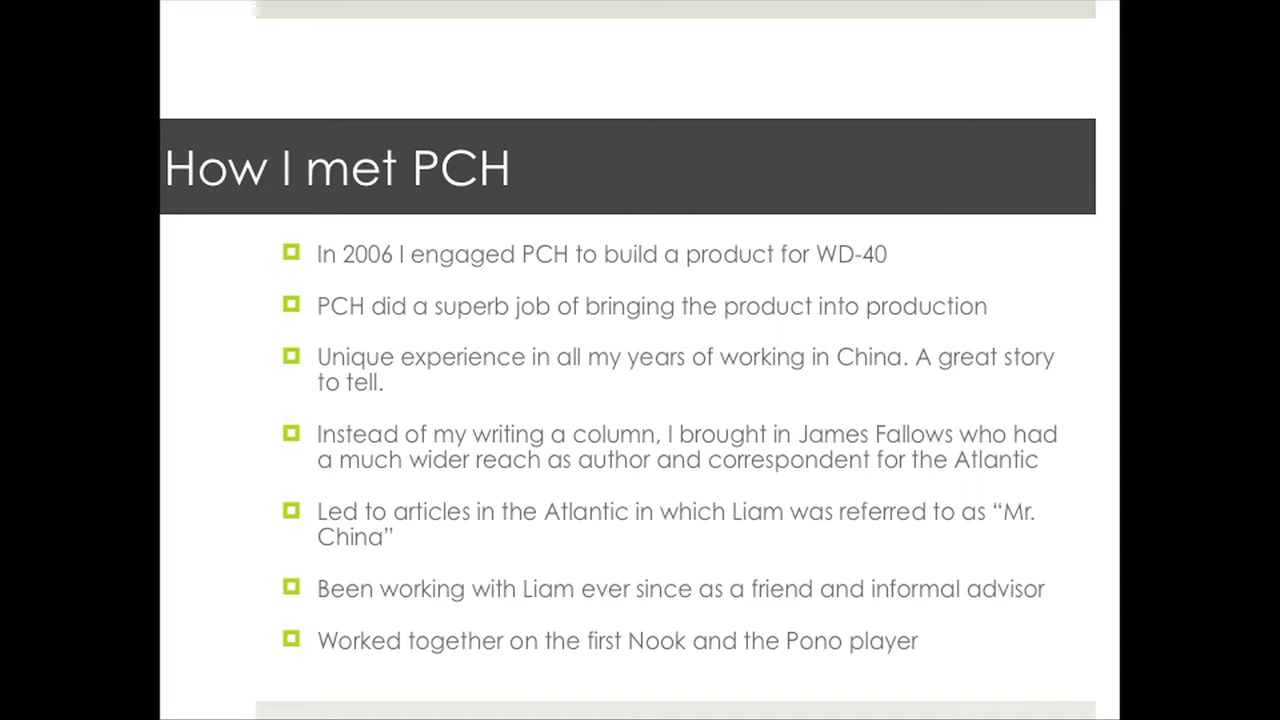 How I met PCH
In 2006 I engaged PCH to build a product for WD-40
PCH did a superb job of bringing the product into production
Unique experience in all my years of working in China. A great story
to tell.
Instead of my writing a column, I brought in James Fallows who had
a much wider reach as author and correspondent for the Atlantic
Led to articles in the Atlantic in which Liam was referred to as “Mr.
China”
Been working with Liam ever since as a friend and informal advisor
Worked together on the first Nook and the Pono player